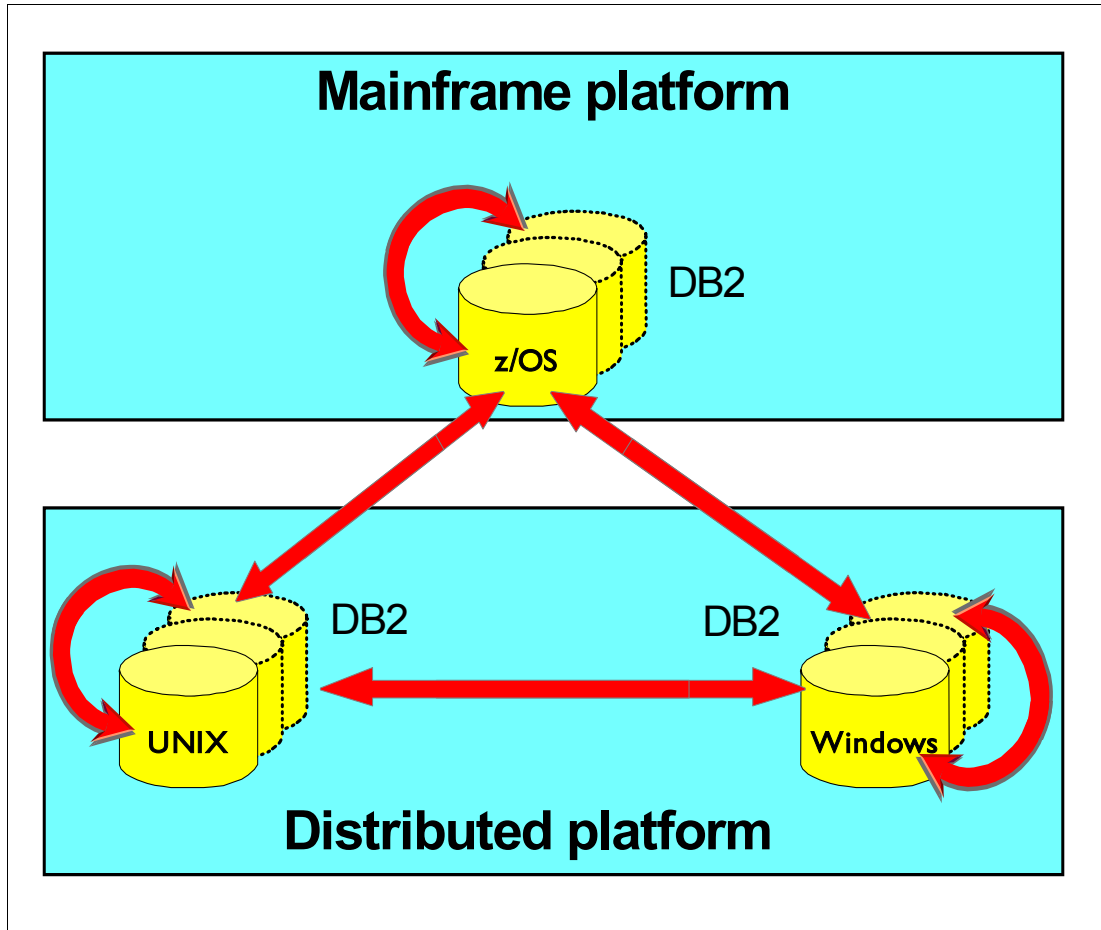 Mainframe platform
DB2
z/OS
DB2
DB2
UNIX
Windows
Distributed platform